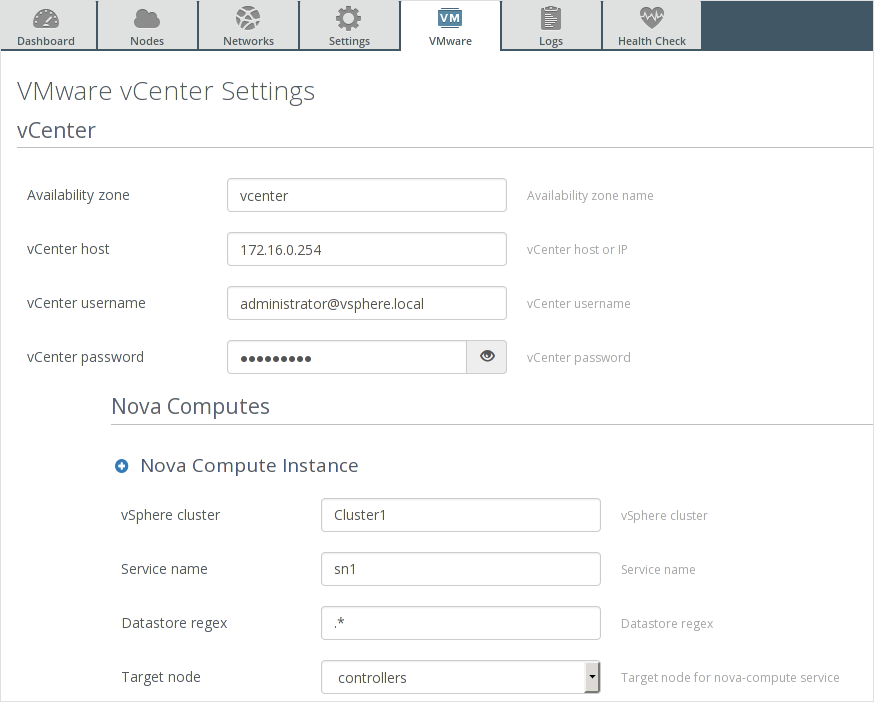 VM
Dashboard Nodes Networks Settings VMware Logs Health Check
VMware vCenter Settings
vCenter
Availability zone vcenter Availability zone name
vCenter host 172.16.0.254 vCenter host or IP
vCenter username administrator@vsphere.local vCenter username
vCenter password ●●●●●●●●● vCenter password
Nova Computes
Nova Compute Instance
vSphere cluster Cluster1 vSphere cluster
Service name sn1 Service name
Datastore regex .* Datastore regex
Target node controllers Target node for nova-compute service